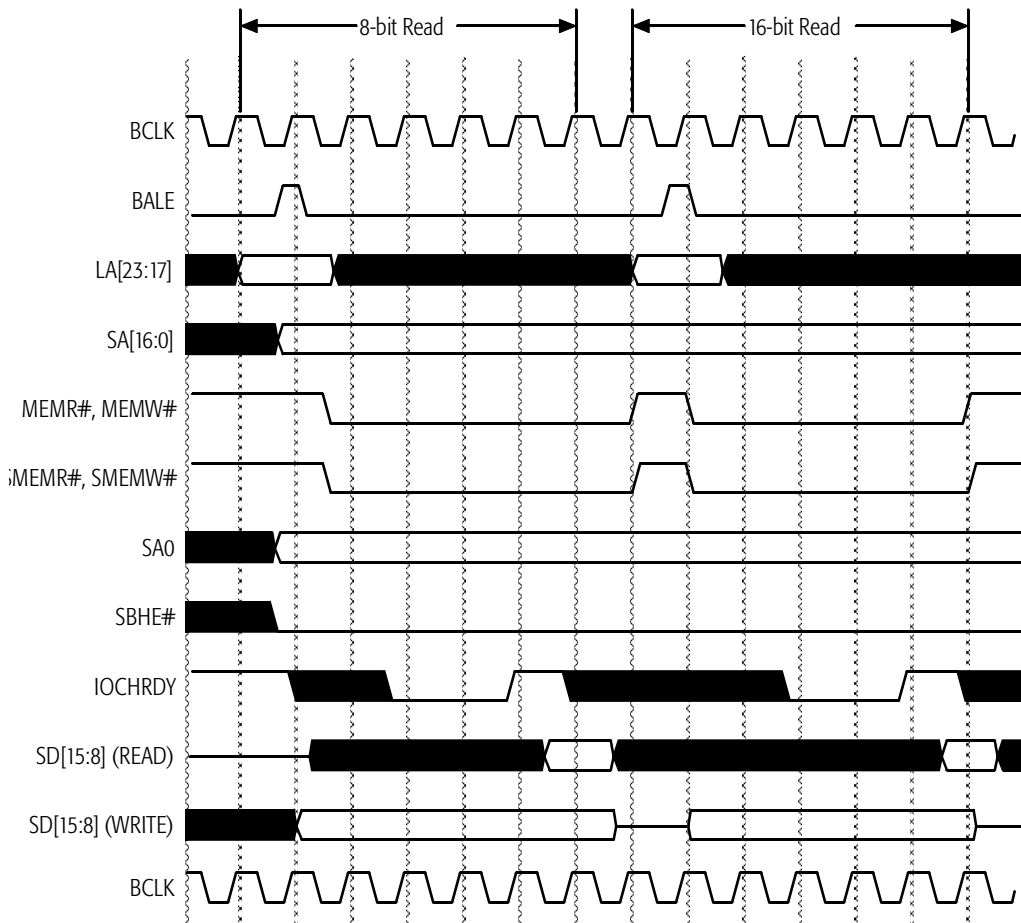 8-bit Read
16-bit Read
BCLK
BALE
LA[23:17]
SA[16:0]
MEMR#, MEMW#
SMEMR#, SMEMW#
SA0
SBHE#
IOCHRDY
SD[15:8] (READ)
SD[15:8] (WRITE)
BCLK